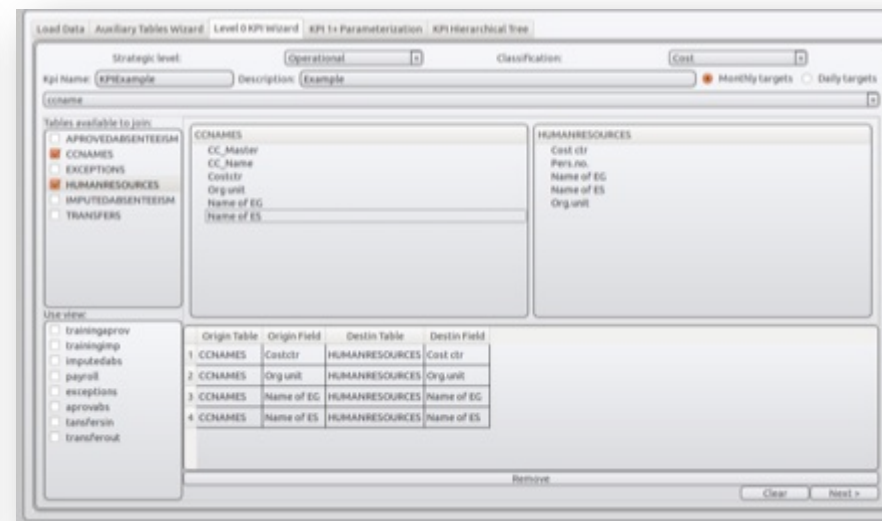 Load Data Auxiliary Tables Wizard Level 0 KPI Wizard KPI 1+ Parameterization KPI Hierarchical Tree
Strategic level: Operational Classification: Cost
Kpi Name: KPIExample Description: Example Monthly targets Daily targets
ccname
Tables available to join:
APROVEDABSENTEEISM
CCNAMES
EXCEPTIONS
HUMANRESOURCES
IMPUTEDABSENTEEISM
TRANSFERS
CCNAMES
CC_Master
CC_Name
Costctr
Org unit
Name of EG
Name of ES
HUMANRESOURCES
Cost ctr
Pers.no.
Name of EG
Name of ES
Org.unit
Use view:
trainingaprov
trainingimp
imputedabs
payroll
exceptions
aprovabs
tansfersin
transferout
Origin Table Origin Field Destin Table Destin Field
1 CCNAMES Costctr HUMANRESOURCES Cost ctr
2 CCNAMES Org unit HUMANRESOURCES Org.unit
3 CCNAMES Name of EG HUMANRESOURCES Name of EG
4 CCNAMES Name of ES HUMANRESOURCES Name of ES
Remove
Clear Next >